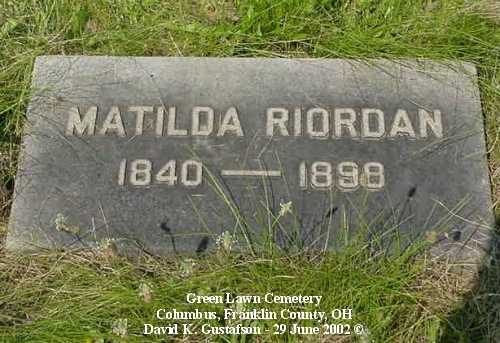 MATILDA RIORDAN
1840 — 1898
Green Lawn Cemetery
Columbus, Franklin County, OH
David K. Gustafson - 29 June 2002 ©